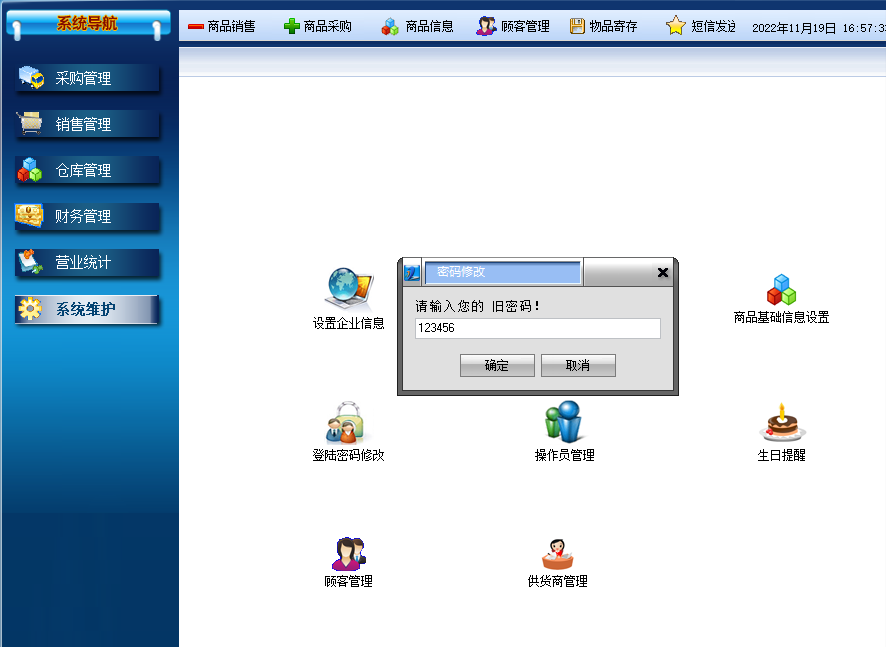 系统导航
商品销售 商品采购 商品信息 顾客管理 物品寄存 短信发送 2022年11月19日 16:57:33
采购管理
销售管理
仓库管理
财务管理
营业统计
系统维护
密码修改
请输入您的 旧密码！
123456
确定 取消
设置企业信息
商品基础信息设置
登陆密码修改
操作员管理
生日提醒
顾客管理
供货商管理